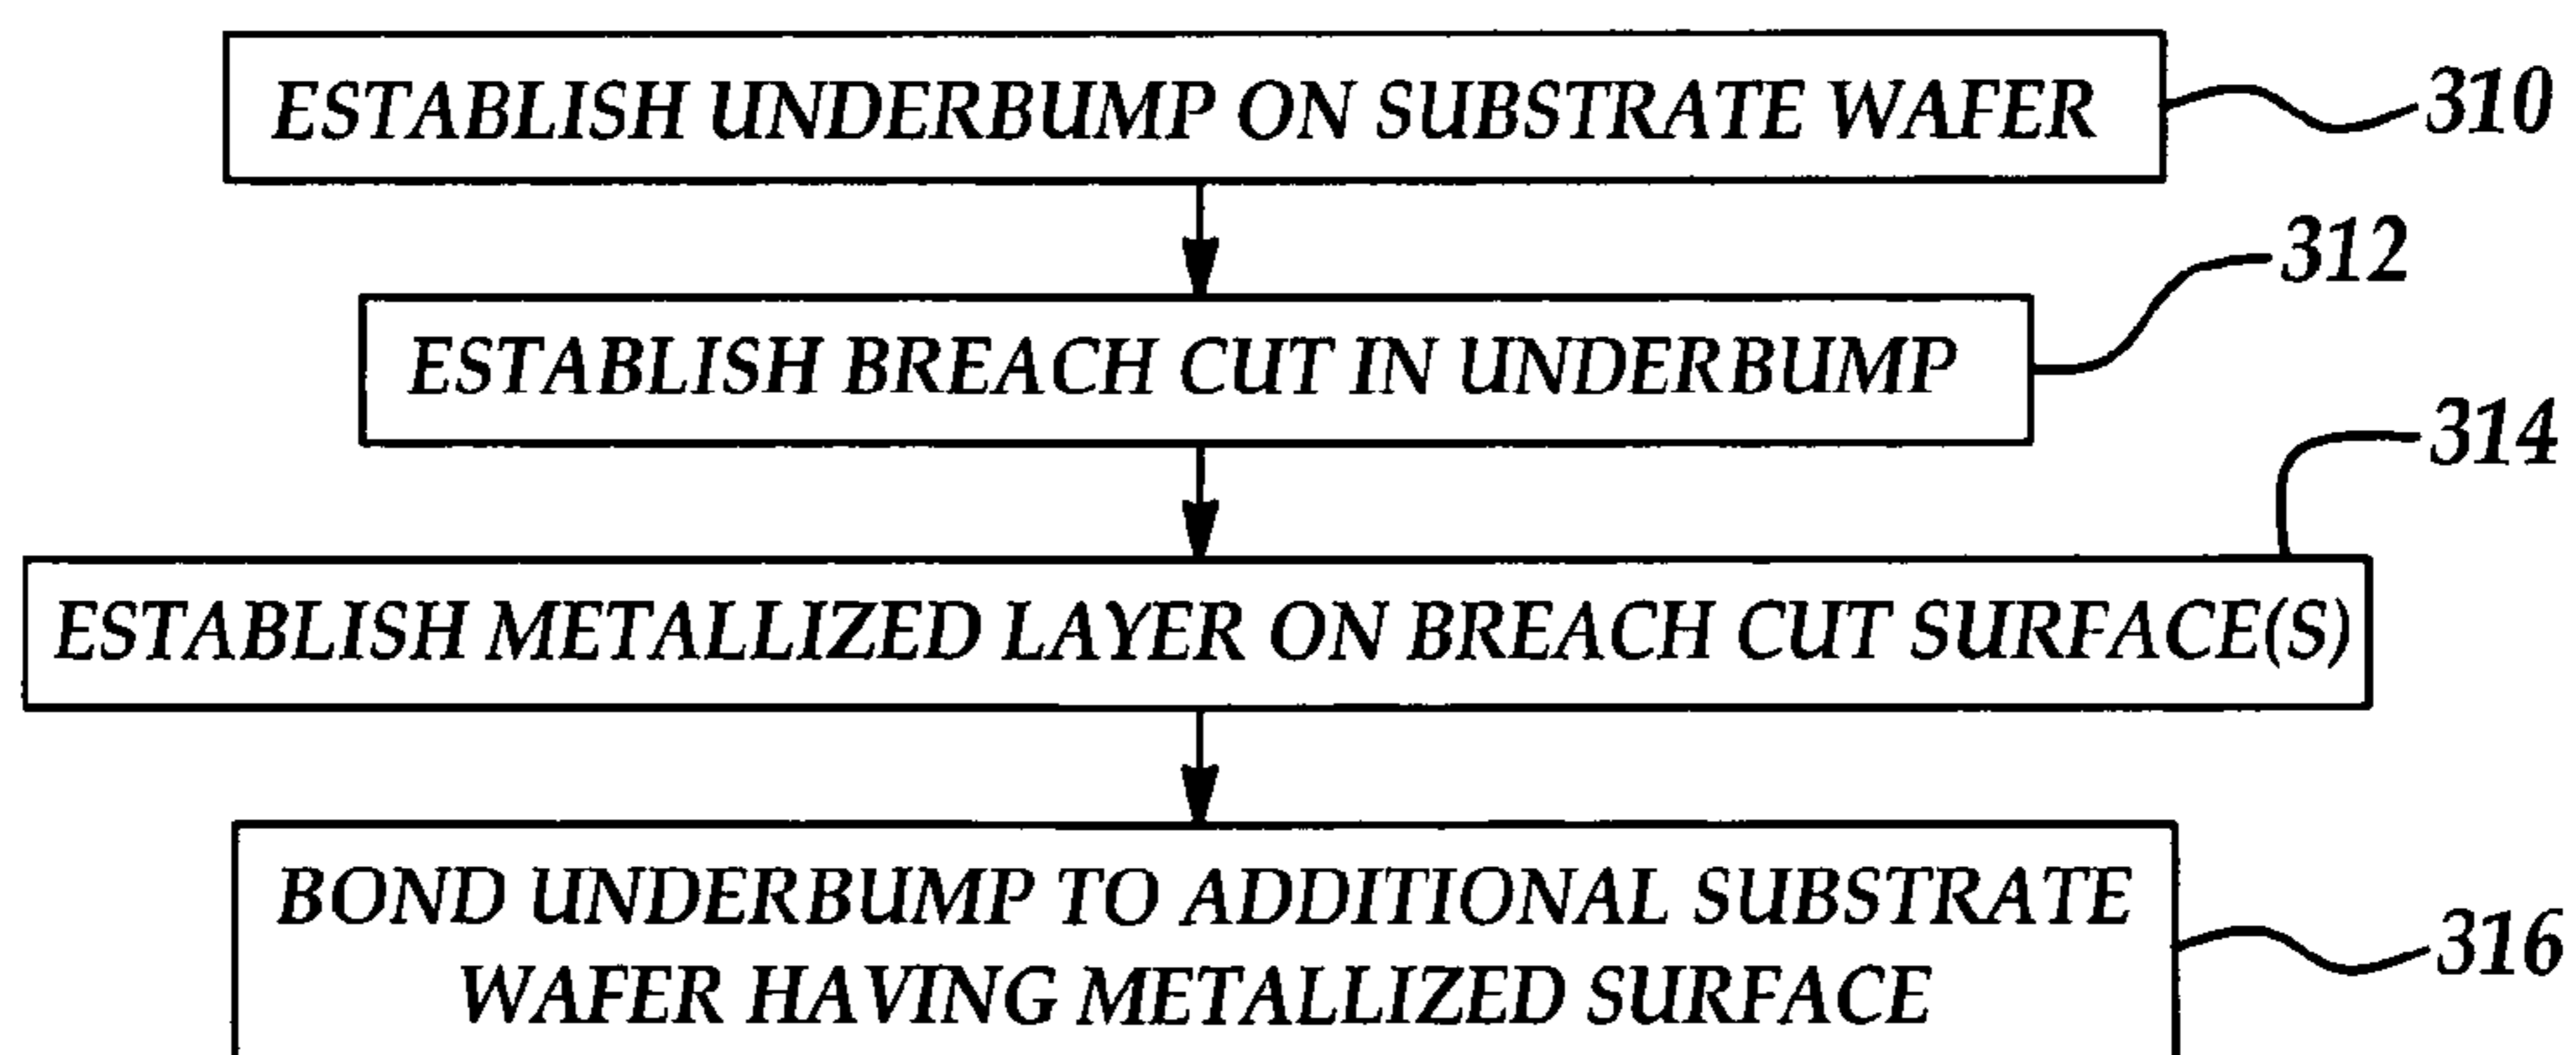 ESTABLISH UNDERBUMP ON SUBSTRATE WAFER
310
ESTABLISH BREACH CUT IN UNDERBUMP
312
ESTABLISH METALLIZED LAYER ON BREACH CUT SURFACE(S)
314
BOND UNDERBUMP TO ADDITIONAL SUBSTRATE
WAFER HAVING METALLIZED SURFACE
316